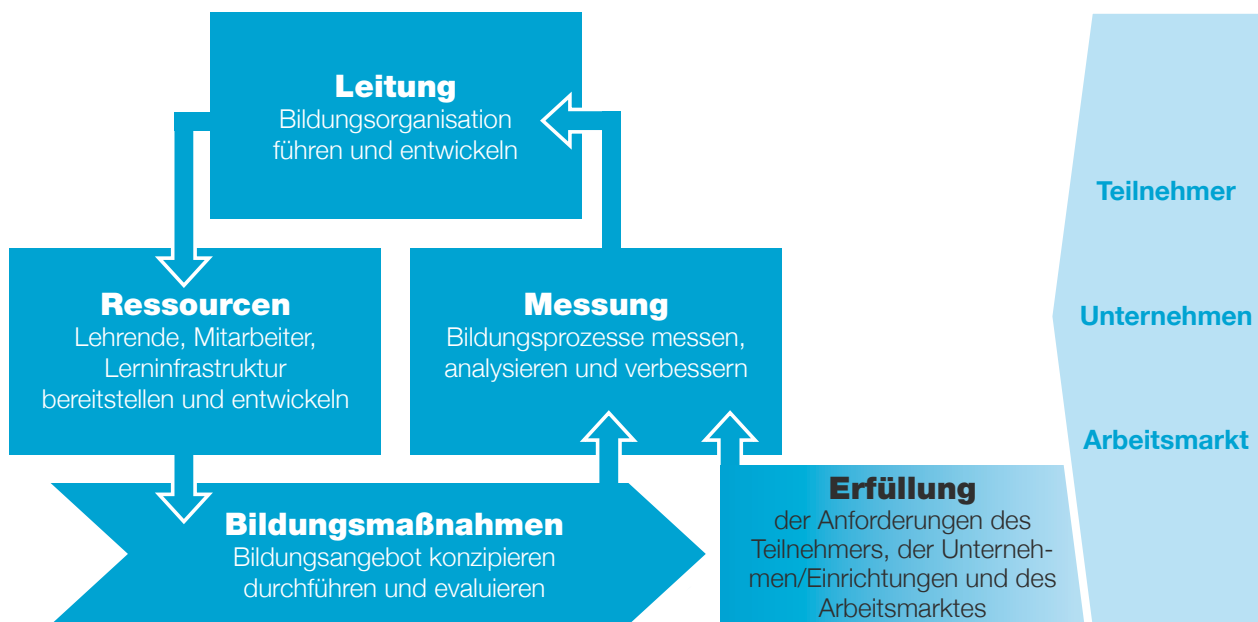 Leitung
Bildungsorganisation
führen und entwickeln
Ressourcen
Lehrende, Mitarbeiter,
Lerninfrastruktur
bereitstellen und entwickeln
Messung
Bildungsprozesse messen,
analysieren und verbessern
Bildungsmaßnahmen
Bildungsangebot konzipieren
durchführen und evaluieren
Erfüllung
der Anforderungen des
Teilnehmers, der Unterneh-
men/Einrichtungen und des
Arbeitsmarktes
Teilnehmer
Unternehmen
Arbeitsmarkt